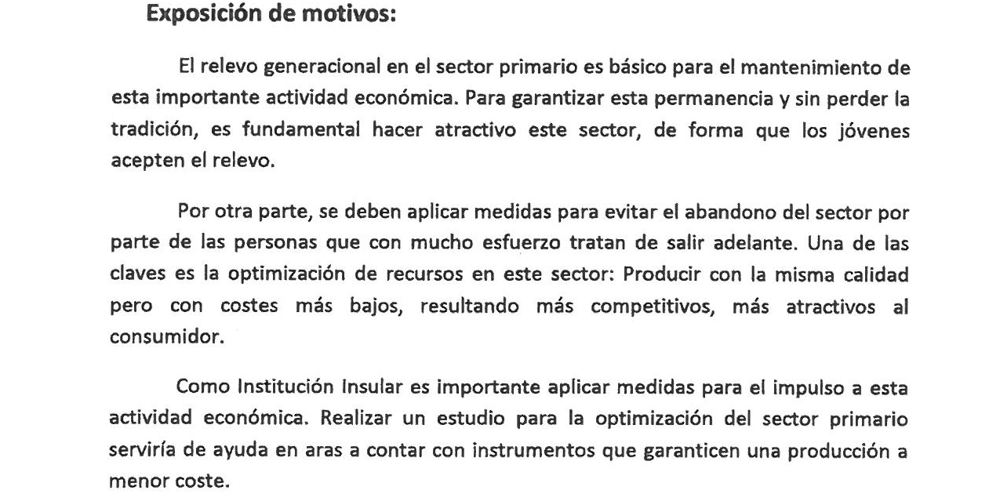 Exposición de motivos:
El relevo generacional en el sector primario es básico para el mantenimiento de
esta importante actividad económica. Para garantizar esta permanencia y sin perder la
tradición, es fundamental hacer atractivo este sector, de forma que los jóvenes
acepten el relevo.
Por otra parte, se deben aplicar medidas para evitar el abandono del sector por
parte de las personas que con mucho esfuerzo tratan de salir adelante. Una de las
claves es la optimización de recursos en este sector: Producir con la misma calidad
pero con costes más bajos, resultando más competitivos, más atractivos al
consumidor.
Como Institución Insular es importante aplicar medidas para el impulso a esta
actividad económica. Realizar un estudio para la optimización del sector primario
serviría de ayuda en aras a contar con instrumentos que garanticen una producción a
menor coste.